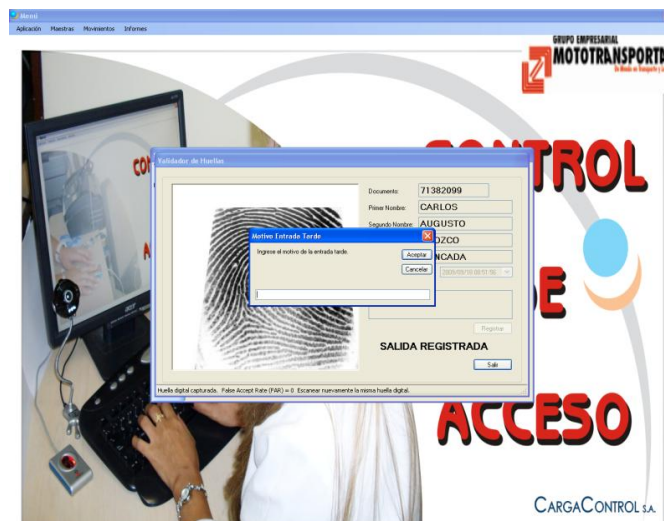 Menú
Aplicación Maestras Movimientos Informes
GRUPO EMPRESARIAL
MOTOTRANSPORTA
CONTROL
DE
ACCESO
Validador de Huellas
Documento: 71382099
Primer Nombre: CARLOS
Segundo Nombre: AUGUSTO
OZCO
NCADA
Motivo Entrada Tarde
Ingrese el motivo de la entrada tarde.
Aceptar
Cancelar
Registrar
SALIDA REGISTRADA
Salir
Huella digital capturada. False Accept Rate (FAR) = 0 Escanear nuevamente la misma huella digital.
CARGACONTROL S.A.